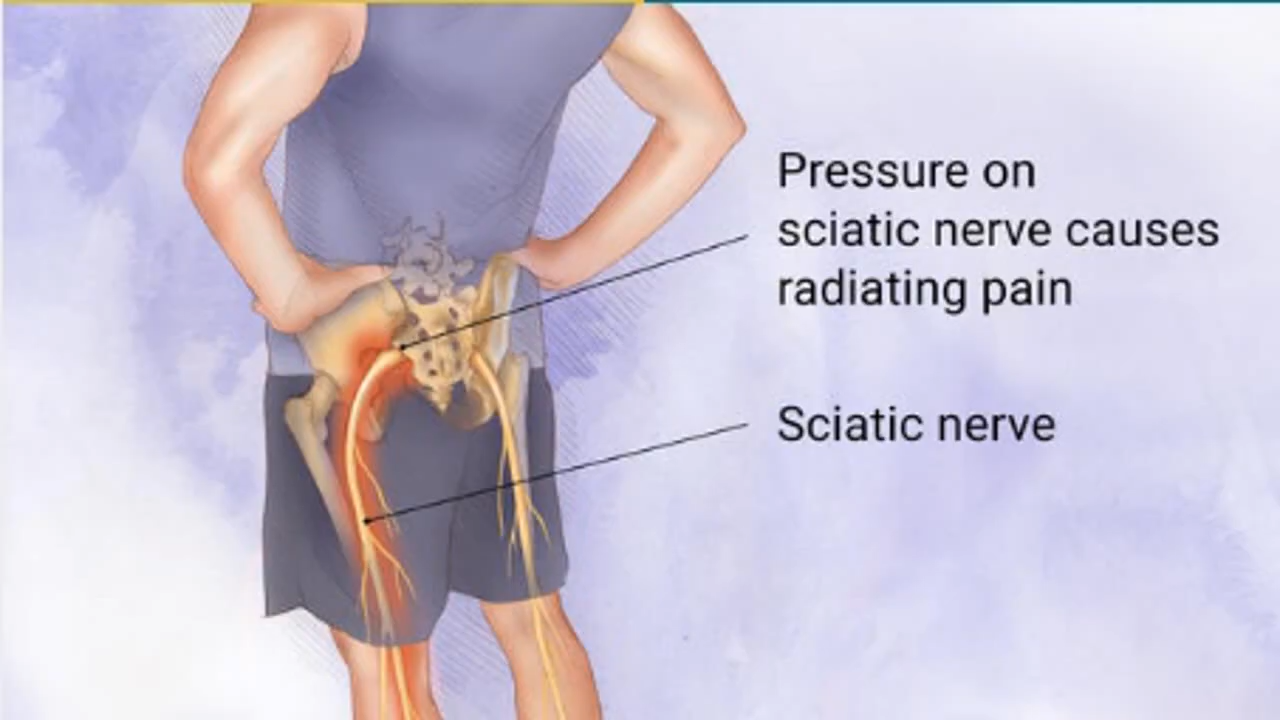 Pressure on
sciatic nerve causes
radiating pain
Sciatic nerve